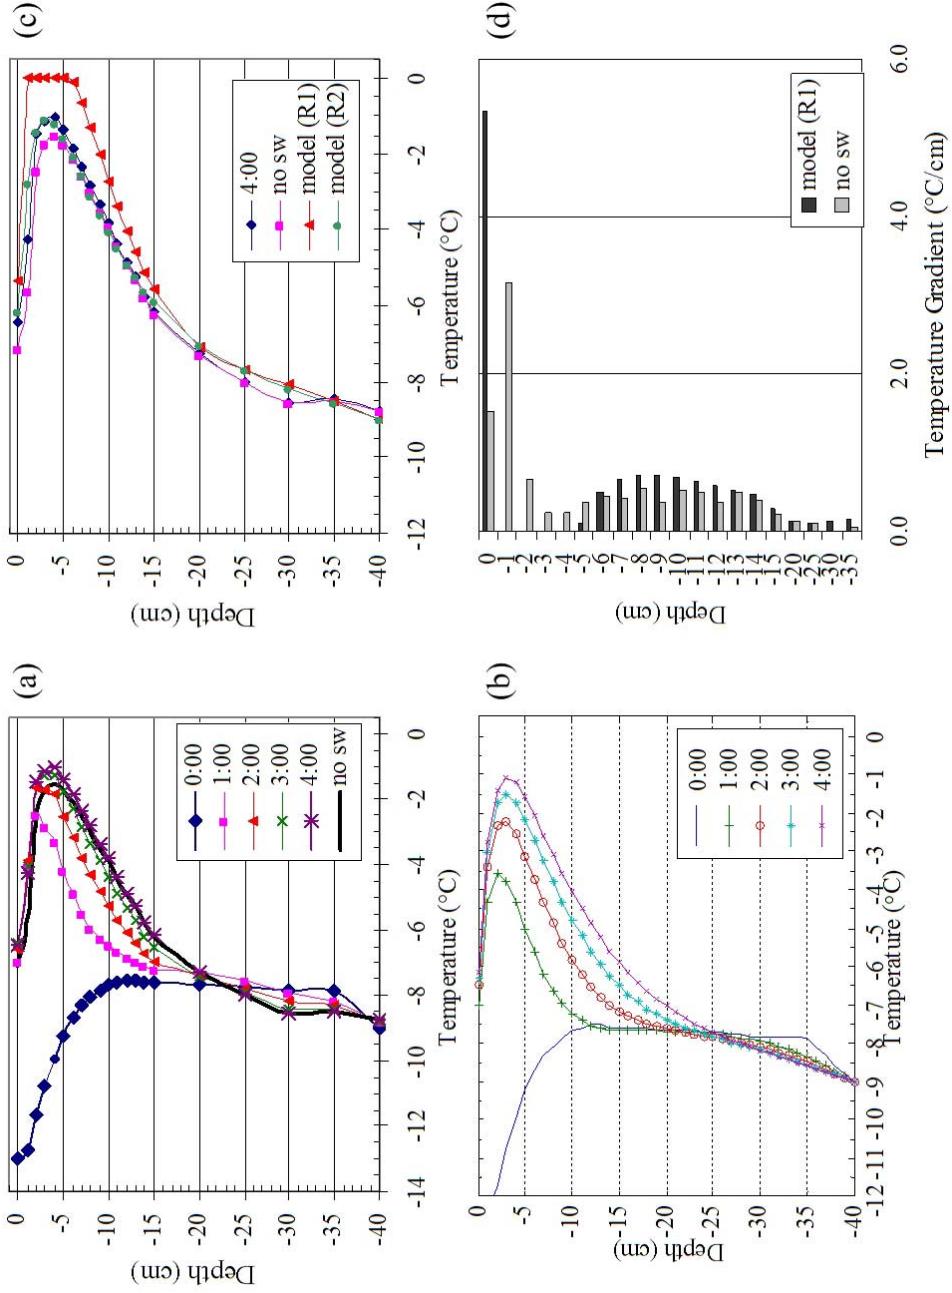 (a)
Depth (cm)
0
-5
-10
-15
-20
-25
-30
-35
-40
0:00
1:00
2:00
3:00
4:00
no sw
-14 -12 -10 -8 -6 -4 -2 0
Temperature (°C)
(c)
Depth (cm)
0
-5
-10
-15
-20
-25
-30
-35
-40
4:00
no sw
model (R1)
model (R2)
-12 -10 -8 -6 -4 -2 0
Temperature (°C)
(b)
Depth (cm)
0
-5
-10
-15
-20
-25
-30
-35
-40
0:00
1:00
2:00
3:00
4:00
-12 -11 -10 -9 -8 -7 -6 -5 -4 -3 -2 -1 0
Temperature (°C)
(d)
Depth (cm)
0
-1
-2
-3
-4
-5
-6
-7
-8
-9
-10
-11
-12
-13
-14
-15
-20
-25
-30
-35
model (R1)
no sw
0.0 2.0 4.0 6.0
Temperature Gradient (°C/cm)